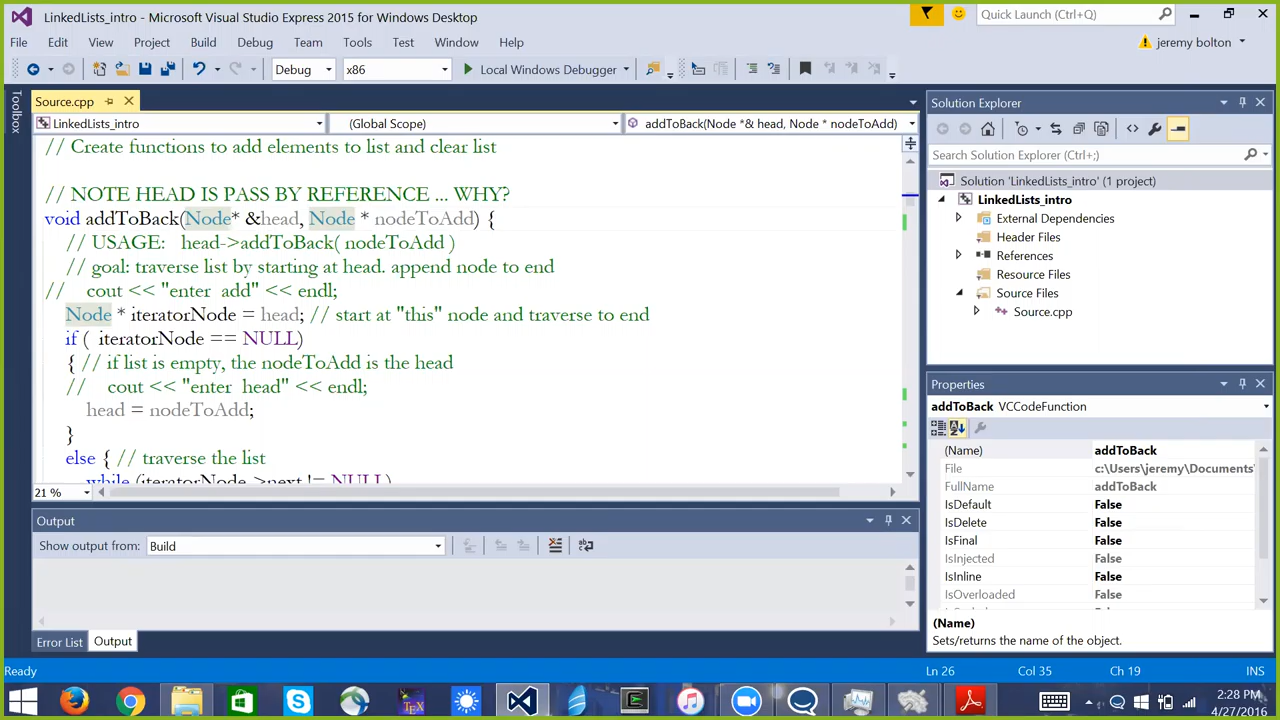 LinkedLists_intro - Microsoft Visual Studio Express 2015 for Windows Desktop
Quick Launch (Ctrl+Q)
File Edit View Project Build Debug Team Tools Test Window Help
jeremy bolton
Debug x86 Local Windows Debugger
Toolbox
Source.cpp
LinkedLists_intro (Global Scope) addToBack(Node *& head, Node * nodeToAdd)
// Create functions to add elements to list and clear list
// NOTE HEAD IS PASS BY REFERENCE ... WHY?
void addToBack(Node* &head, Node * nodeToAdd) {
// USAGE: head->addToBack( nodeToAdd )
// goal: traverse list by starting at head. append node to end
// cout << "enter add" << endl;
Node * iteratorNode = head; // start at "this" node and traverse to end
if ( iteratorNode == NULL)
{ // if list is empty, the nodeToAdd is the head
// cout << "enter head" << endl;
head = nodeToAdd;
}
else { // traverse the list
while (iteratorNode->next != NULL)
21 %
Output
Show output from: Build
Error List Output
Solution Explorer
Search Solution Explorer (Ctrl+;)
Solution 'LinkedLists_intro' (1 project)
LinkedLists_intro
External Dependencies
Header Files
References
Resource Files
Source Files
Source.cpp
Properties
addToBack VCCodeFunction
(Name) addToBack
File c:\Users\jeremy\Documents\
FullName addToBack
IsDefault False
IsDelete False
IsFinal False
IsInjected False
IsInline False
IsOverloaded False
(Name)
Sets/returns the name of the object.
Ready Ln 26 Col 35 Ch 19 INS
2:28 PM
4/27/2016